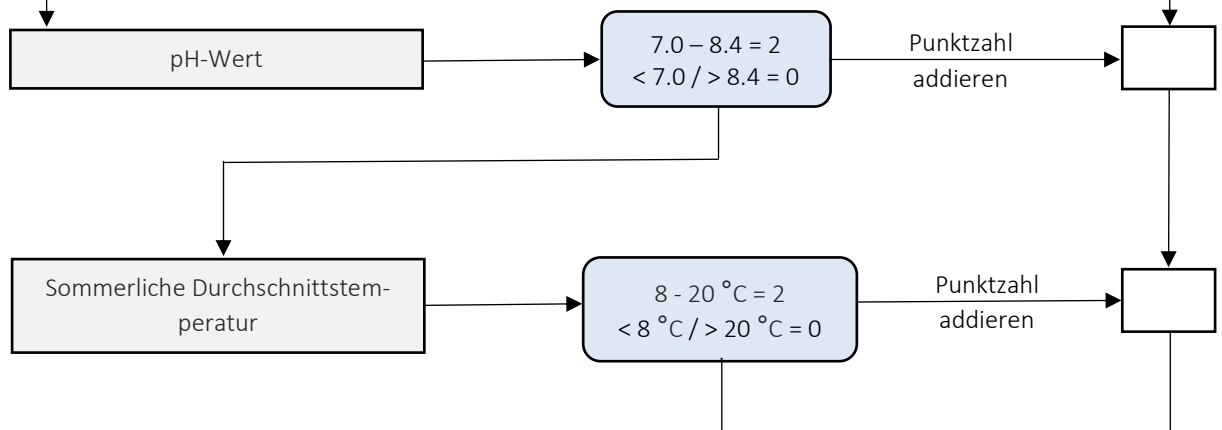 pH-Wert
7.0 – 8.4 = 2
< 7.0 / > 8.4 = 0
Punktzahl
addieren
Sommerliche Durchschnittstem-
peratur
8 - 20 °C = 2
< 8 °C / > 20 °C = 0
Punktzahl
addieren